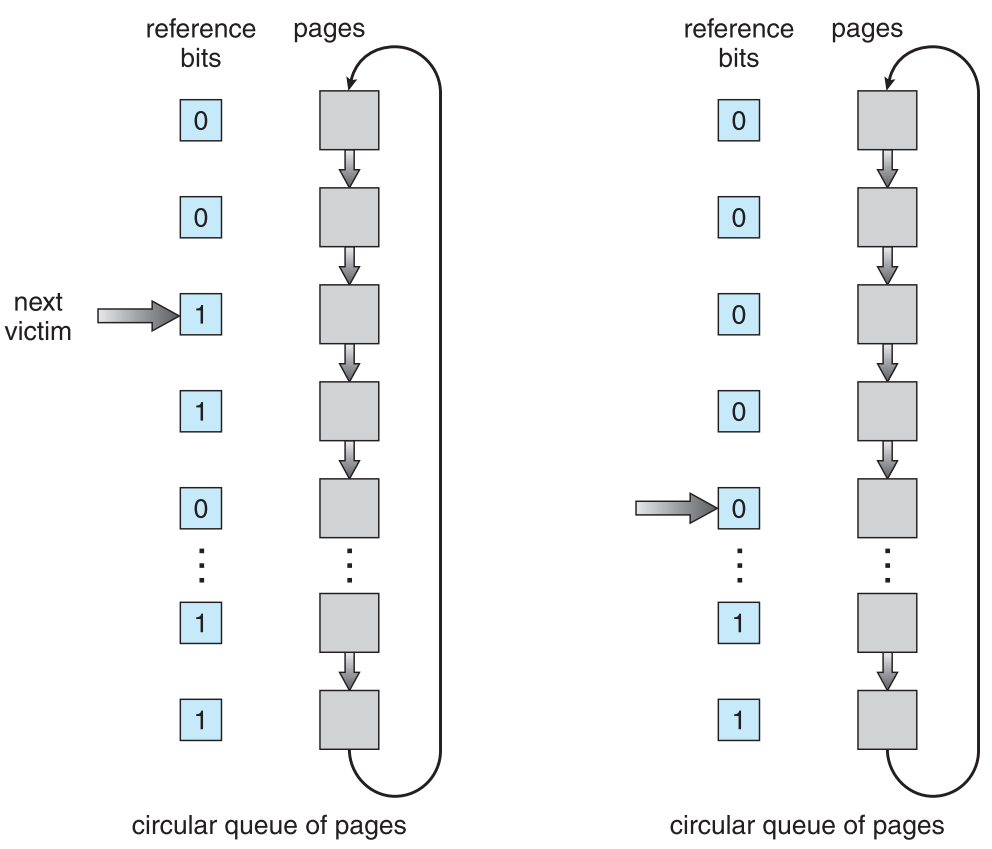 reference
bits
pages
0
0
next
victim
1
1
0
1
1
circular queue of pages
reference
bits
pages
0
0
0
0
0
1
1
circular queue of pages